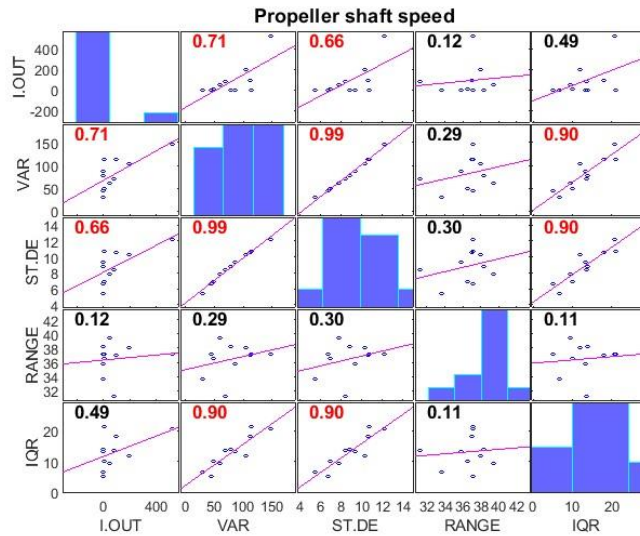 Propeller shaft speed
I.OUT 400 200 0 -200 0.71 0.66 0.12 0.49
VAR 150 100 50 0 0.71 0.99 0.29 0.90
ST.DE 14 12 10 8 6 4 0.66 0.99 0.30 0.90
RANGE 42 40 38 36 34 32 0.12 0.29 0.30 0.11
IQR 20 10 0 0.49 0.90 0.90 0.11
0 400 0 50 100 150 4 6 8 10 12 14 32 34 36 38 40 42 0 10 20
I.OUT VAR ST.DE RANGE IQR